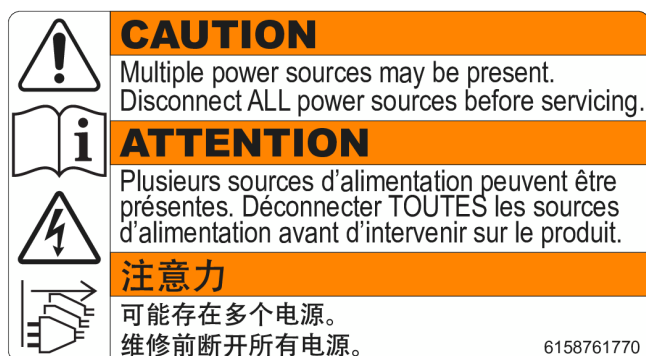 CAUTION
Multiple power sources may be present.
Disconnect ALL power sources before servicing.
ATTENTION
Plusieurs sources d'alimentation peuvent être
présentes. Déconnecter TOUTES les sources
d'alimentation avant d'intervenir sur le produit.
注意力
可能存在多个电源。
维修前断开所有电源。
6158761770